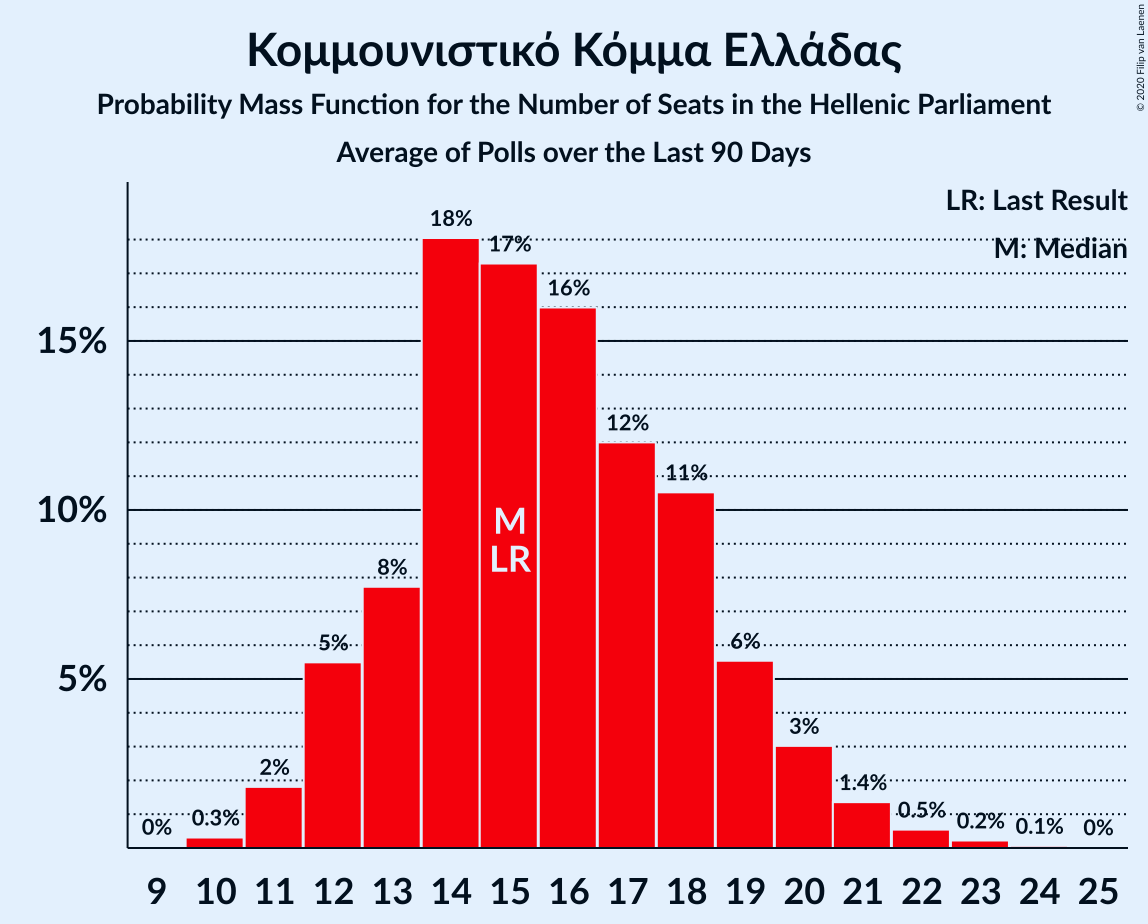 Κομμουνιστικό Κόμμα Ελλάδας
Probability Mass Function for the Number of Seats in the Hellenic Parliament
Average of Polls over the Last 90 Days
© 2020 Filip van Laenen
LR: Last Result
M: Median
15%
10%
5%
0%
0.3%
2%
5%
8%
18%
17%
16%
12%
11%
6%
3%
1.4%
0.5%
0.2%
0.1%
0%
M
LR
9 10 11 12 13 14 15 16 17 18 19 20 21 22 23 24 25